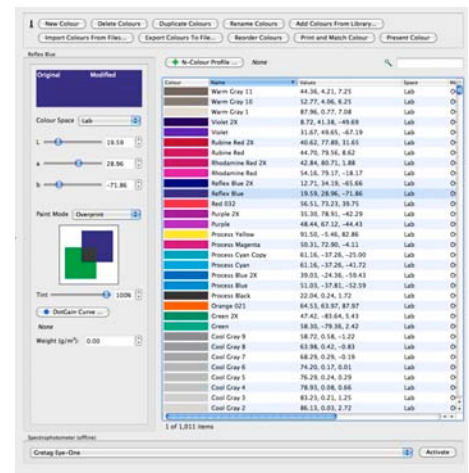 New Colour Delete Colours Duplicate Colours Rename Colours Add Colours From Library...
Import Colours From Files... Export Colours To File... Reorder Colours Print and Match Colour Present Colour
Reflex Blue
N-Colour Profile ... None
Original Modified
Colour Space Lab
L 19.59
a 28.96
b -71.86
Paint Mode Overprint
Tint 100%
DotGain Curve ...
None
Weight (g/m²): 0.00
Colour Name Values Space
Warm Gray 11 44.36, 4.21, 7.25 Lab
Warm Gray 10 52.77, 4.06, 6.25 Lab
Warm Gray 1 87.96, 0.77, 7.08 Lab
Violet 2X 8.72, 41.38, -49.69 Lab
Violet 31.67, 49.65, -67.19 Lab
Rubine Red 2X 40.62, 77.89, 31.65 Lab
Rubine Red 44.70, 79.56, 8.62 Lab
Rhodamine Red 2X 42.84, 80.71, 1.88 Lab
Rhodamine Red 54.16, 79.17, -18.17 Lab
Reflex Blue 2X 12.71, 34.19, -65.66 Lab
Reflex Blue 19.59, 28.96, -71.86 Lab
Red 032 56.51, 73.23, 39.75 Lab
Purple 2X 35.30, 78.91, -42.29 Lab
Purple 48.44, 67.12, -44.43 Lab
Process Yellow 91.50, -5.46, 82.86 Lab
Process Magenta 50.31, 72.90, -4.11 Lab
Process Cyan Copy 61.16, -37.26, -25.00 Lab
Process Cyan 61.16, -37.26, -41.72 Lab
Process Blue 2X 39.03, -24.36, -59.43 Lab
Process Blue 51.03, -37.81, -52.59 Lab
Process Black 22.04, 0.24, 1.72 Lab
Orange 021 64.53, 63.97, 87.97 Lab
Green 2X 47.42, -83.64, 5.43 Lab
Green 58.30, -79.38, 2.42 Lab
Cool Gray 9 58.72, 0.58, -1.22 Lab
Cool Gray 8 63.98, 0.42, -0.83 Lab
Cool Gray 7 68.29, 0.29, -0.19 Lab
Cool Gray 6 74.20, 0.17, 0.01 Lab
Cool Gray 5 76.29, 0.24, 0.29 Lab
Cool Gray 4 78.93, 0.08, 0.66 Lab
Cool Gray 3 83.23, 0.21, 1.25 Lab
Cool Gray 2 86.13, 0.03, 2.72 Lab
1 of 1,011 items
Spectrophotometer (offline)
Gretag Eye-One Activate